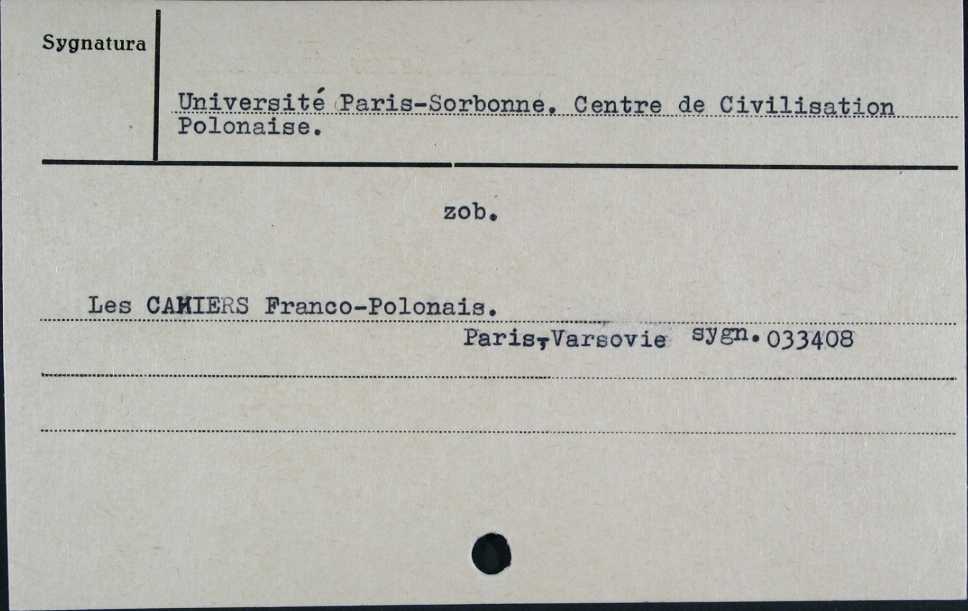 Sygnatura
Université Paris-Sorbonne. Centre de Civilisation
Polonaise.
zob.
Les CAHIERS Franco-Polonais.
Paris,Varsovie sygn. 033408